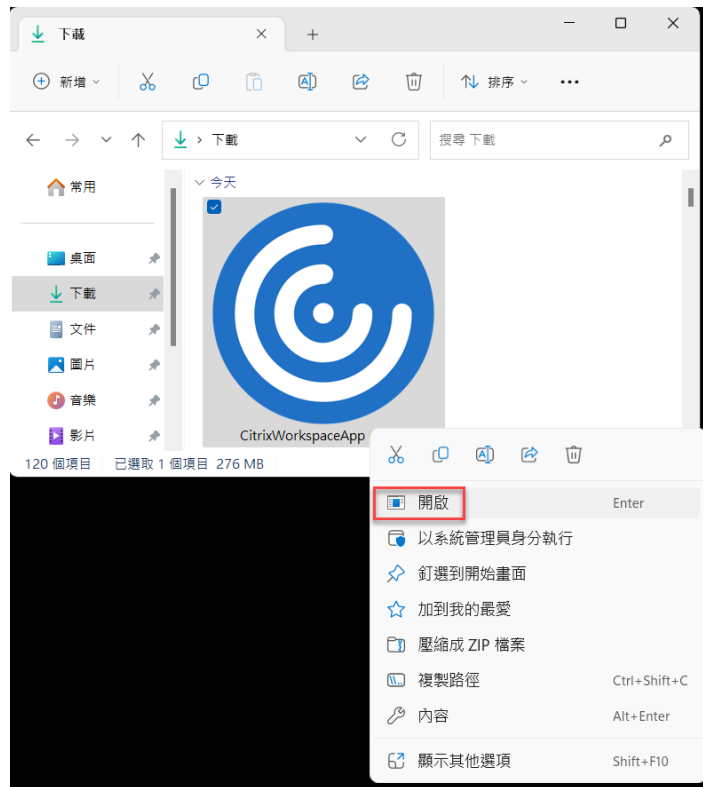 下載
新增
排序
下載
搜尋 下載
常用
今天
桌面
下載
文件
圖片
音樂
影片
CitrixWorkspaceApp
120 個項目 已選取 1 個項目 276 MB
開啟 Enter
以系統管理員身分執行
釘選到開始畫面
加到我的最愛
壓縮成 ZIP 檔案
複製路徑 Ctrl+Shift+C
內容 Alt+Enter
顯示其他選項 Shift+F10